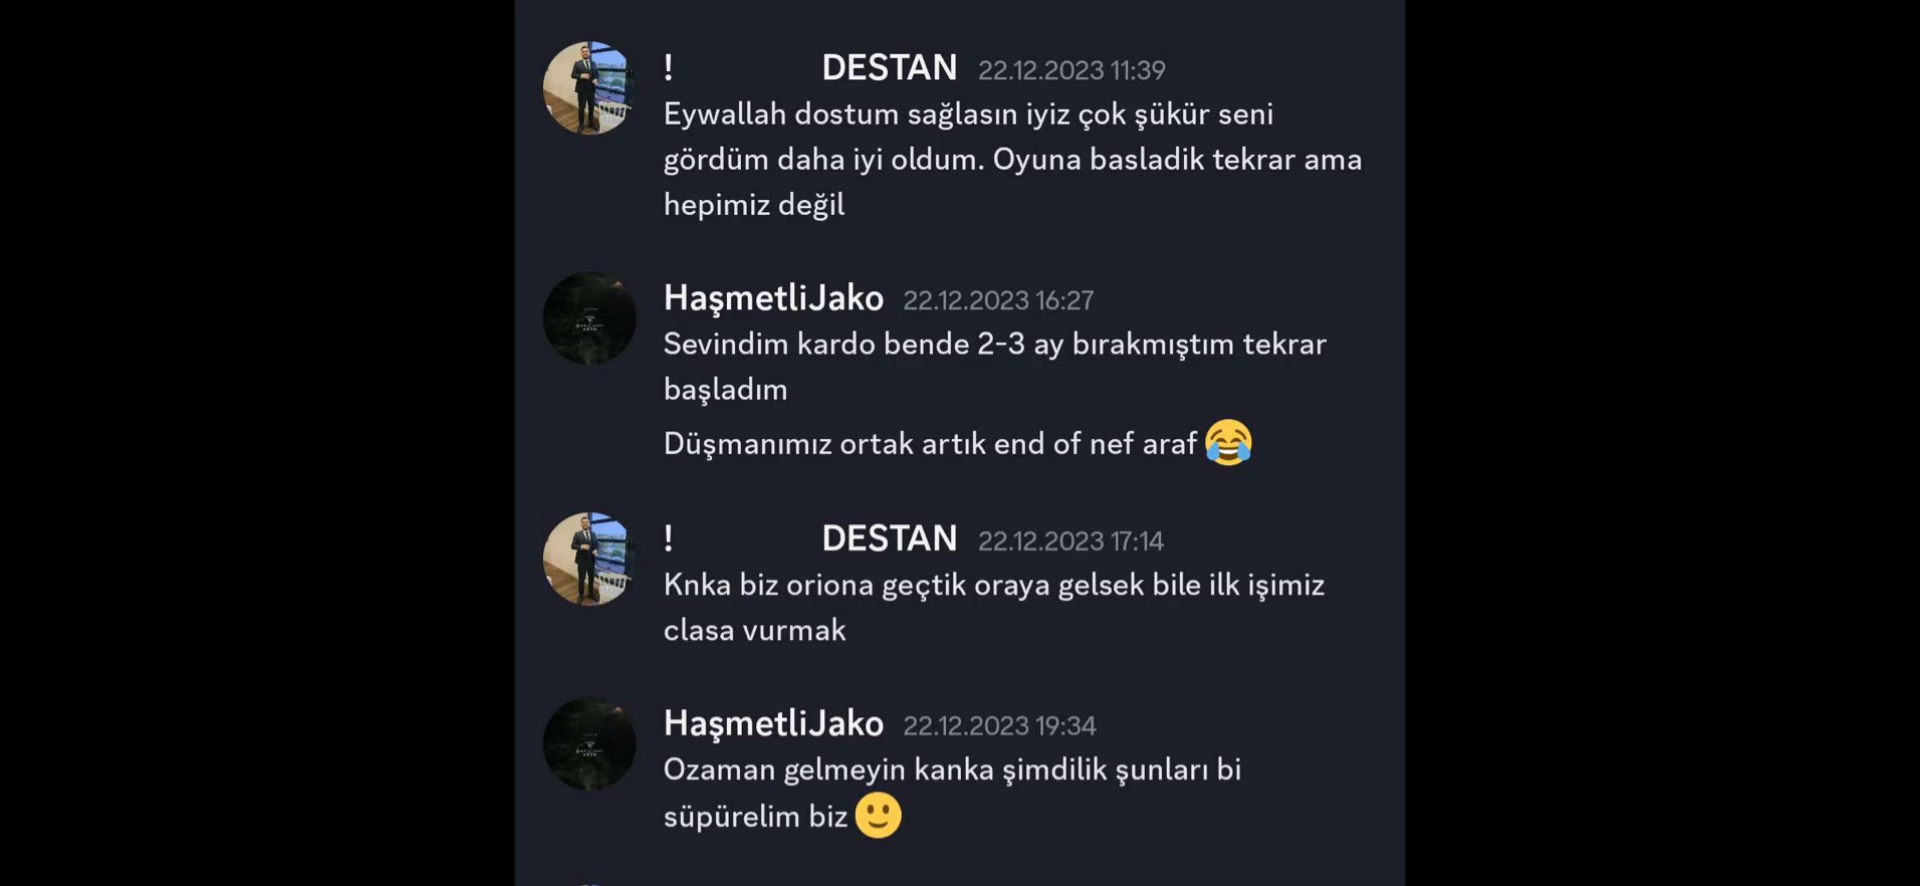 ! DESTAN 22.12.2023 11:39
Eywallah dostum sağlasın iyiz çok şükür seni
gördüm daha iyi oldum. Oyuna basladik tekrar ama
hepimiz değil
HaşmetliJako 22.12.2023 16:27
Sevindim kardo bende 2-3 ay bırakmıştım tekrar
başladım
Düşmanımız ortak artık end of nef araf 😂
! DESTAN 22.12.2023 17:14
Knka biz oriona geçtik oraya gelsek bile ilk işimiz
clasa vurmak
HaşmetliJako 22.12.2023 19:34
Ozaman gelmeyin kanka şimdilik şunları bi
süpürelim biz 🙂